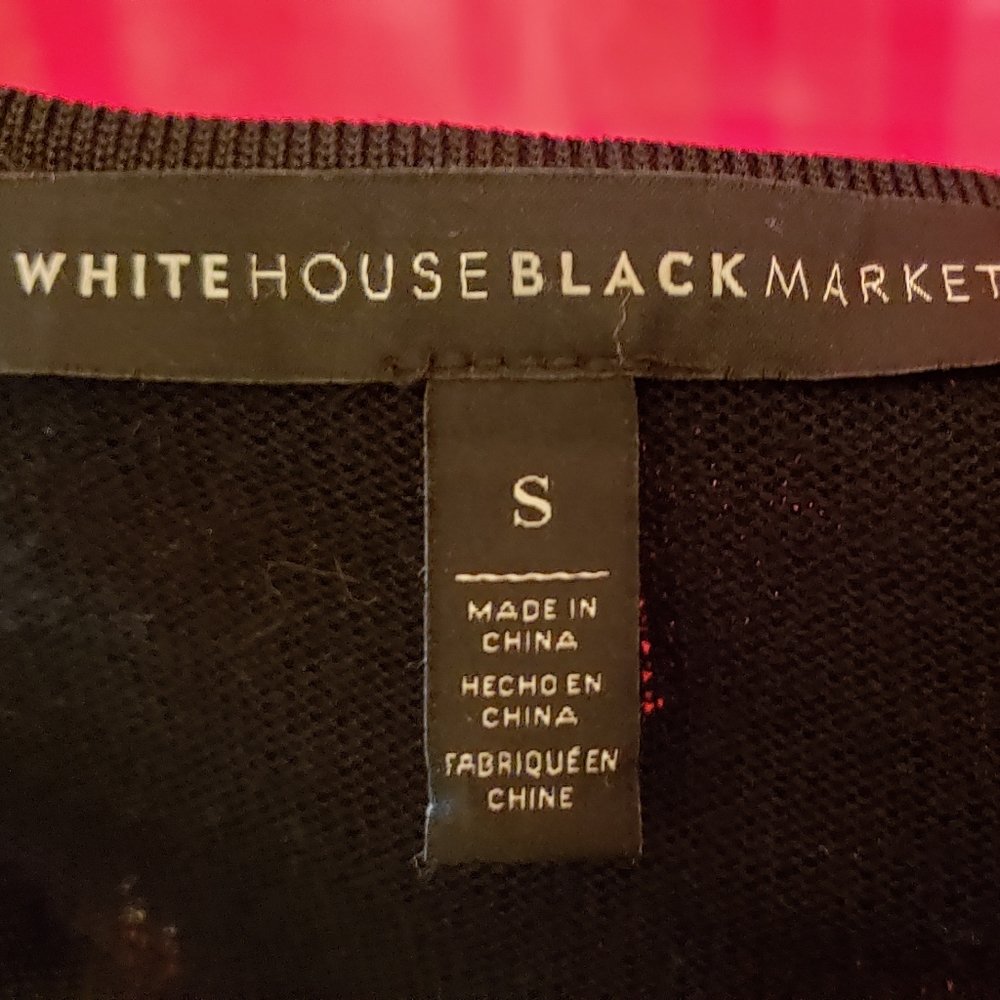 WHITEHOUSEBLACKMARKET
S
MADE IN
CHINA
HECHO EN
CHINA
FABRIQUÉ EN
CHINE